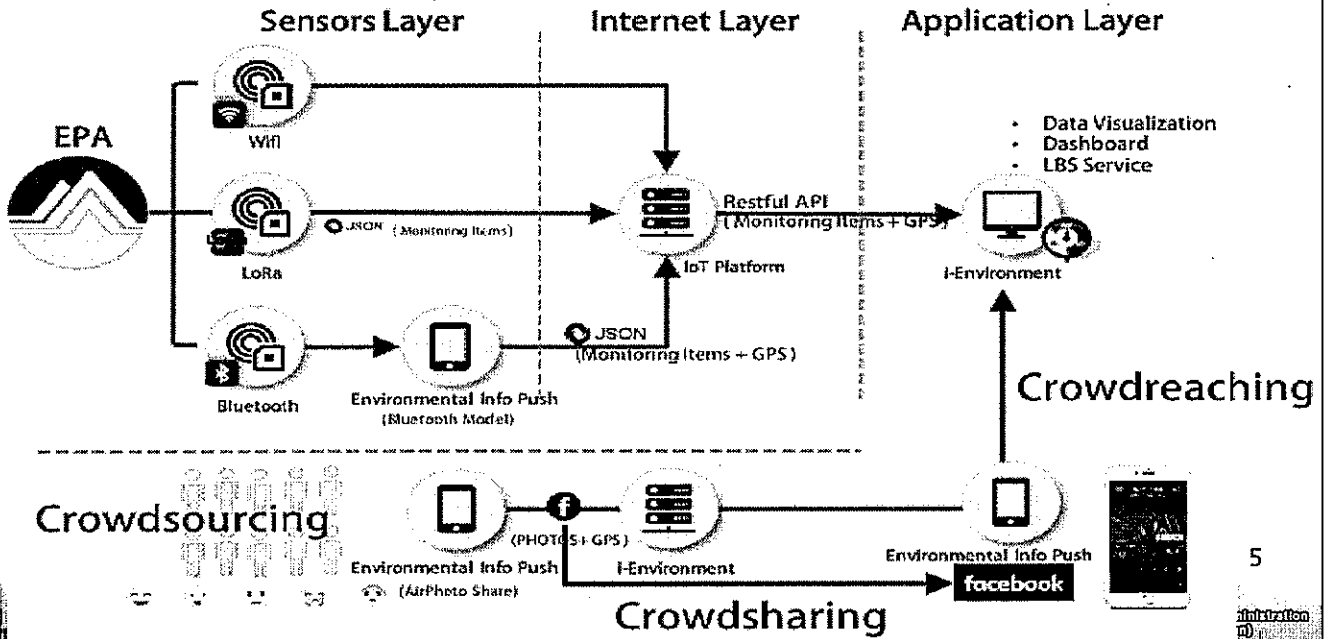 Sensors Layer
Internet Layer
Application Layer
EPA
Wifi
LoRa
JSON (Monitoring Items)
Bluetooth
Environmental Info Push
(Bluetooth Model)
JSON
(Monitoring Items + GPS)
IoT Platform
Restful API
(Monitoring Items + GPS)
• Data Visualization
• Dashboard
• LBS Service
I-Environment
Crowdreaching
Crowdsourcing
Environmental Info Push
(AirPhoto Share)
f
(PHOTOS + GPS)
I-Environment
Environmental Info Push
facebook
Crowdsharing
5